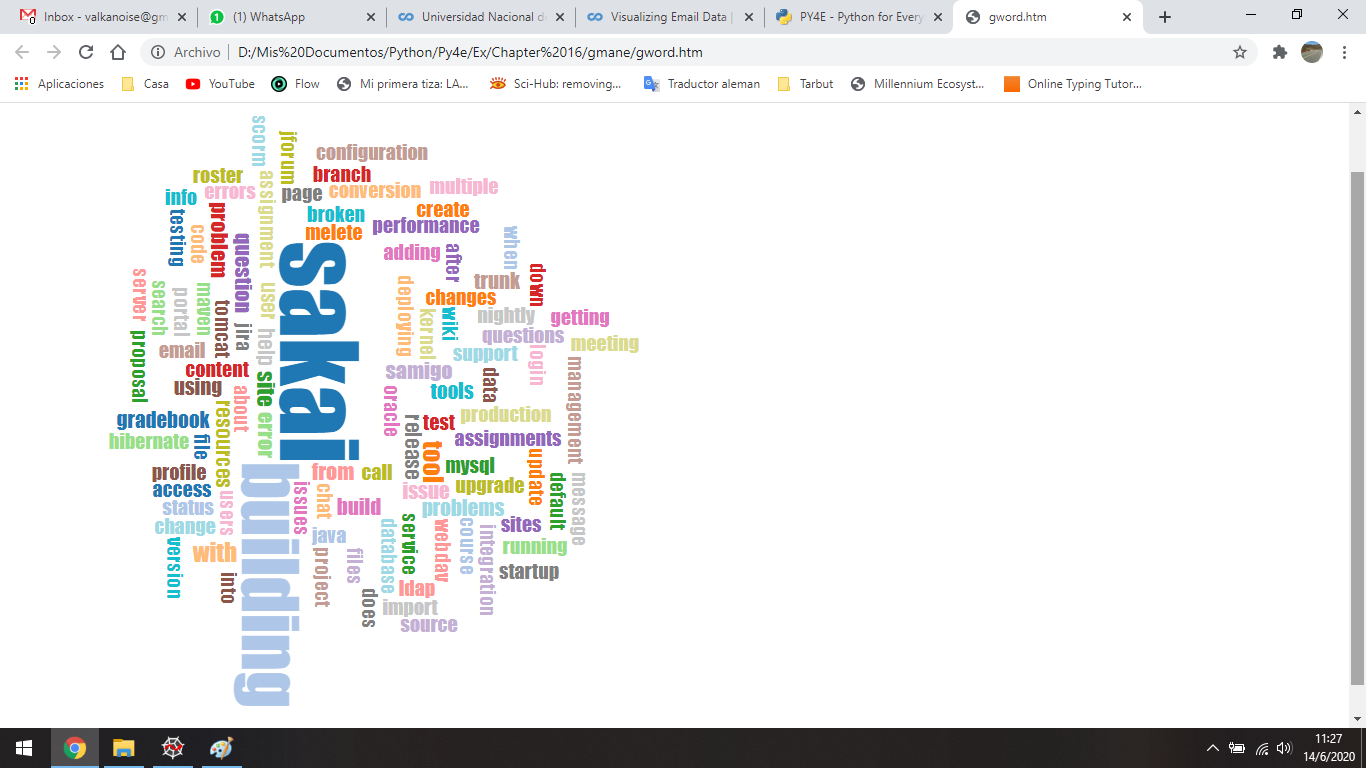 Inbox - valkanoise@gm
(1) WhatsApp
Universidad Nacional d
Visualizing Email Data |
PY4E - Python for Every
gword.htm
Archivo | D:/Mis%20Documentos/Python/Py4e/Ex/Chapter%2016/gmane/gword.htm
Aplicaciones
Casa
YouTube
Flow
Mi primera tiza: LA...
Sci-Hub: removing...
Traductor aleman
Tarbut
Millennium Ecosyst...
Online Typing Tutor...
scorm
jforum
configuration
roster
branch
info
errors
assignment
page
conversion
multiple
testing
code
problem
broken
create
melete
performance
question
sakai
adding
after
when
server
search
portal
maven
tomcat
user
deploying
trunk
down
changes
kernel
wiki
nightly
getting
jira
help
questions
meeting
proposal
email
support
login
content
site
samigo
data
management
using
about
oracle
tools
gradebook
resources
error
release
test
production
hibernate
file
tool
assignments
profile
building
from
call
mysql
update
access
users
issues
chat
issue
upgrade
default
message
status
build
problems
change
java
database
service
webdav
course
integration
sites
version
with
project
files
running
into
does
ldap
startup
import
source
11:27
14/6/2020